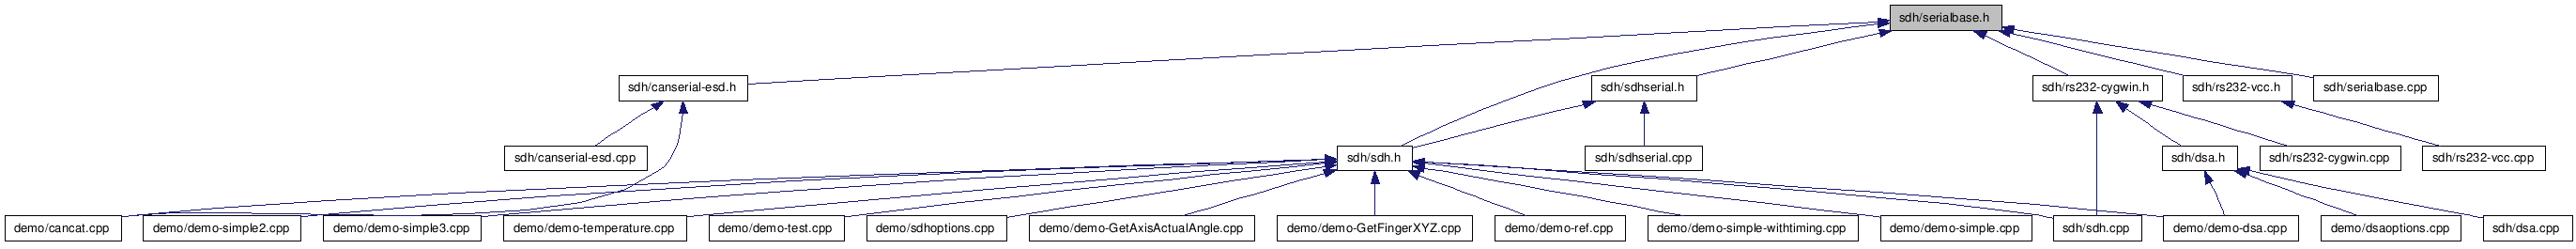 sdh/serialbase.h
sdh/canserial-esd.h
sdh/sdhserial.h
sdh/rs232-cygwin.h
sdh/rs232-vcc.h
sdh/serialbase.cpp
sdh/canserial-esd.cpp
sdh/sdh.h
sdh/sdhserial.cpp
sdh/dsa.h
sdh/rs232-cygwin.cpp
sdh/rs232-vcc.cpp
demo/cancat.cpp
demo/demo-simple2.cpp
demo/demo-simple3.cpp
demo/demo-temperature.cpp
demo/demo-test.cpp
demo/sdhoptions.cpp
demo/demo-GetAxisActualAngle.cpp
demo/demo-GetFingerXYZ.cpp
demo/demo-ref.cpp
demo/demo-simple-withtiming.cpp
demo/demo-simple.cpp
sdh/sdh.cpp
demo/demo-dsa.cpp
demo/dsaoptions.cpp
sdh/dsa.cpp